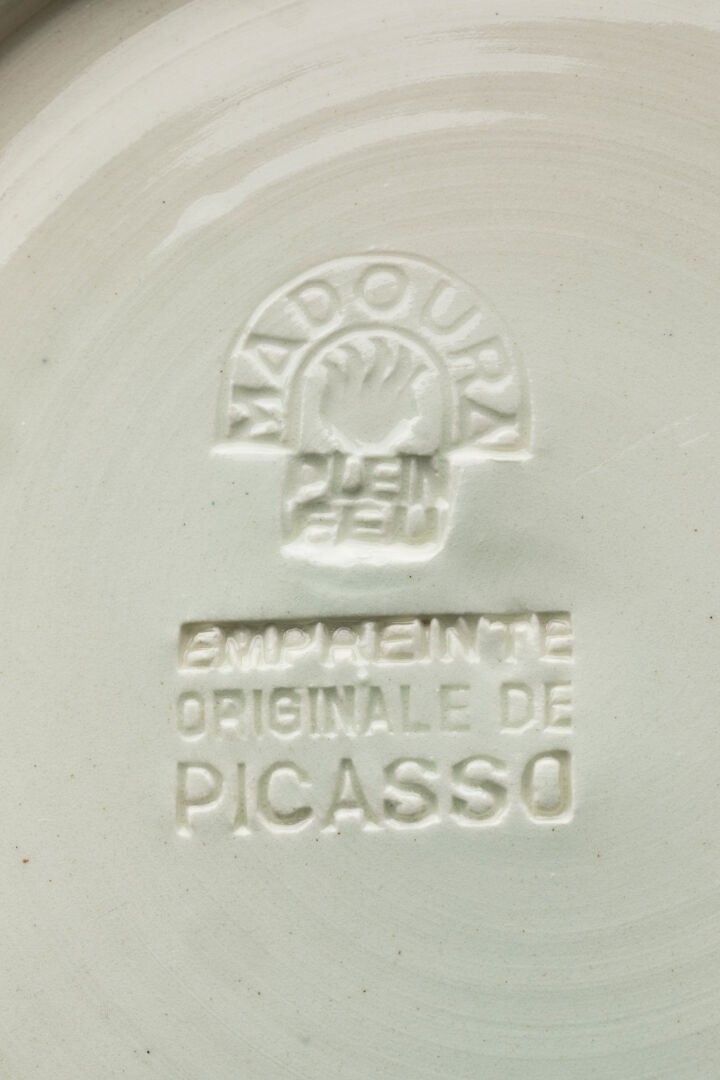 MADOURA
PLEIN
FEU
EMPREINTE
ORIGINALE DE
PICASSO